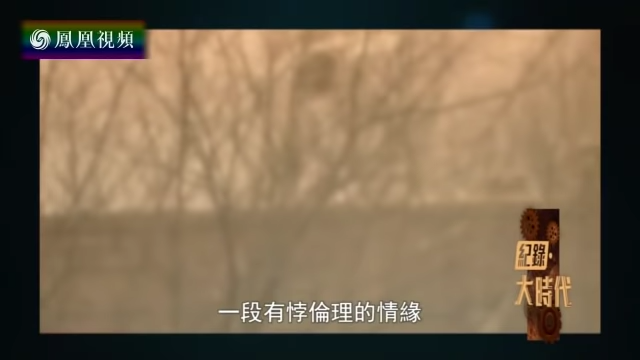 鳳凰視頻
紀錄·
大時代
一段有悖倫理的情緣